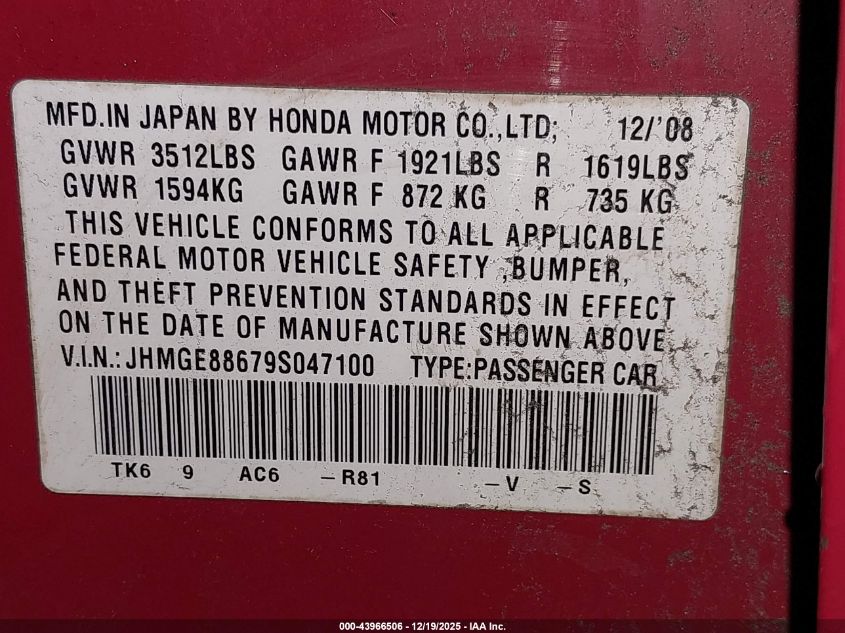 MFD.IN JAPAN BY HONDA MOTOR CO.,LTD; 12/'08
GVWR 3512LBS GAWR F 1921LBS R 1619LBS
GVWR 1594KG GAWR F 872 KG R 735 KG
THIS VEHICLE CONFORMS TO ALL APPLICABLE
FEDERAL MOTOR VEHICLE SAFETY ,BUMPER,
AND THEFT PREVENTION STANDARDS IN EFFECT
ON THE DATE OF MANUFACTURE SHOWN ABOVE.
V.I.N.: JHMGE88679S047100 TYPE:PASSENGER CAR
TK6 9 AC6 -R81 -V -S
000-43966506 - 12/19/2025 - IAA Inc.